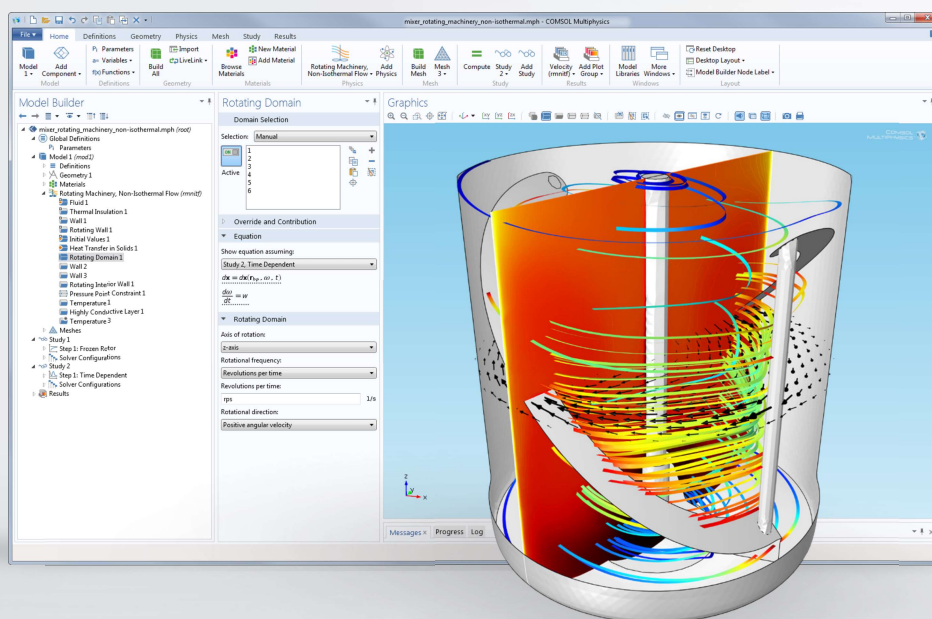 mixer_rotating_machinery_non-isothermal.mph - COMSOL Multiphysics
File Home Definitions Geometry Physics Mesh Study Results
Model 1 Add Component
Pi Parameters
a= Variables
f(x) Functions
Build All
Import
LiveLink
Browse Materials
New Material
Add Material
Rotating Machinery, Non-Isothermal Flow
Add Physics
Build Mesh
Mesh 3
Compute
Study 2
Add Study
Velocity (rmnitf)
Add Plot Group
Model Libraries
More Windows
Reset Desktop
Desktop Layout
Model Builder Node Label
Model Definitions Geometry Materials Physics Mesh Study Results Windows Layout
Model Builder
mixer_rotating_machinery_non-isothermal.mph (root)
Global Definitions
Pi Parameters
Model 1 (mod1)
Definitions
Geometry 1
Materials
Rotating Machinery, Non-Isothermal Flow (rmnitf)
Fluid 1
Thermal Insulation 1
Wall 1
Rotating Wall 1
Initial Values 1
Heat Transfer in Solids 1
Rotating Domain 1
Wall 2
Wall 3
Rotating Interior Wall 1
Pressure Point Constraint 1
Temperature 1
Highly Conductive Layer 1
Temperature 3
Meshes
Study 1
Step 1: Frozen Rotor
Solver Configurations
Study 2
Step 1: Time Dependent
Solver Configurations
Results
Rotating Domain
Domain Selection
Selection: Manual
Active
1
2
3
4
5
6
Override and Contribution
Equation
Show equation assuming:
Study 2, Time Dependent
dx = dx(rbp, ω, t)
dω/dt = w
Rotating Domain
Axis of rotation:
z-axis
Rotational frequency:
Revolutions per time
Revolutions per time:
rps 1/s
Rotational direction:
Positive angular velocity
Graphics
COMSOL
MULTIPHYSICS
z
y
x
Messages × Progress Log